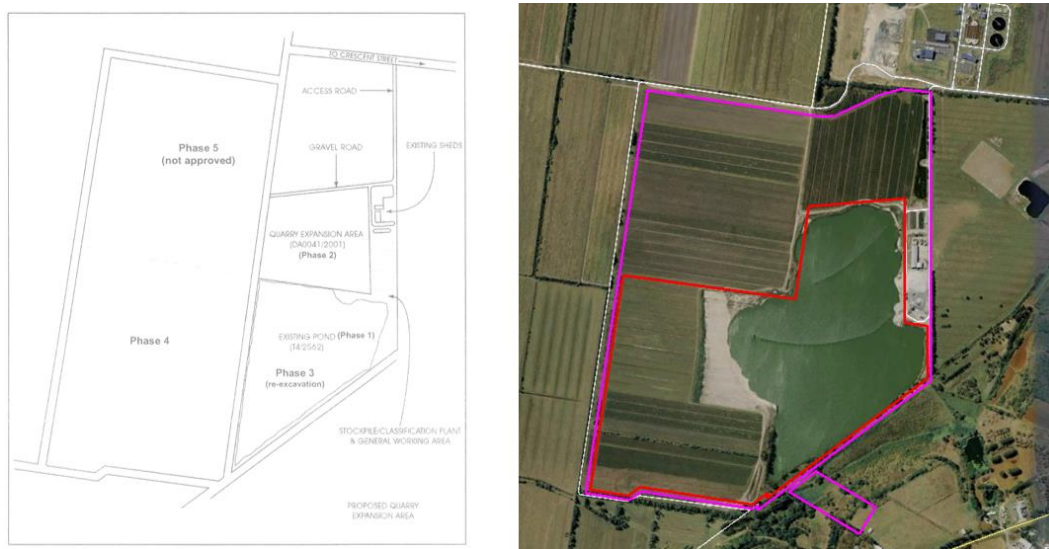 TO CRESCENT STREET
ACCESS ROAD
Phase 5
(not approved)
GRAVEL ROAD
EXISTING SHEDS
QUARRY EXPANSION AREA
(DA0041/2001)
(Phase 2)
EXISTING POND (Phase 1)
(T4/2562)
Phase 4
Phase 3
(re-excavation)
STOCKPILE/CLASSIFICATION PLANT
& GENERAL WORKING AREA
PROPOSED QUARRY
EXPANSION AREA